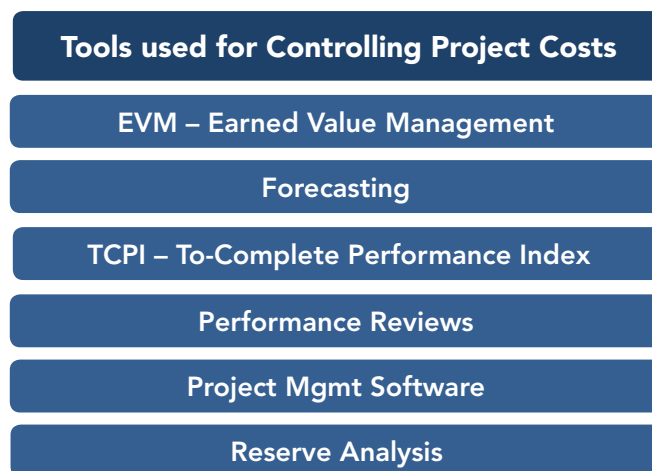 Tools used for Controlling Project Costs
EVM – Earned Value Management
Forecasting
TCPI – To-Complete Performance Index
Performance Reviews
Project Mgmt Software
Reserve Analysis